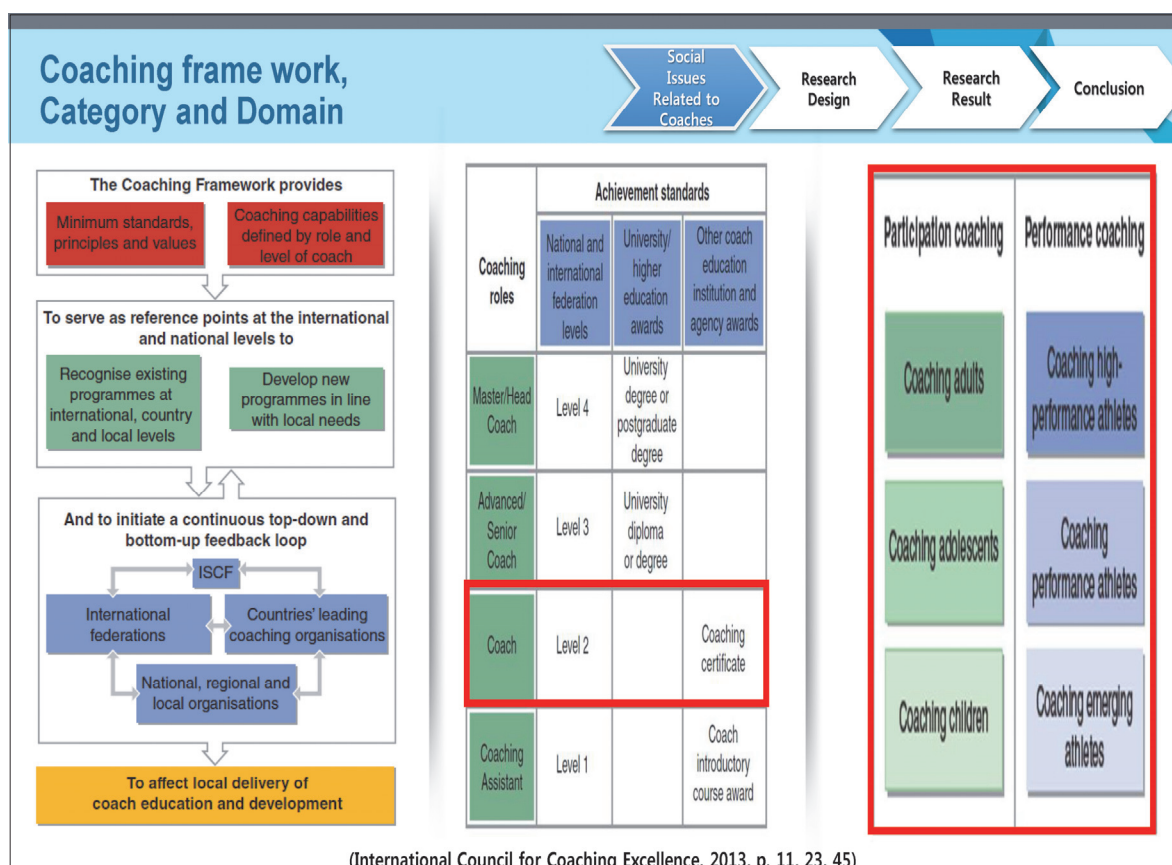 Coaching frame work,
Category and Domain
Social
Issues
Related to
Coaches
Research
Design
Research
Result
Conclusion
The Coaching Framework provides
Minimum standards,
principles and values
Coaching capabilities
defined by role and
level of coach
To serve as reference points at the international
and national levels to
Recognise existing
programmes at
international, country
and local levels
Develop new
programmes in line
with local needs
And to initiate a continuous top-down and
bottom-up feedback loop
ISCF
International
federations
Countries' leading
coaching organisations
National, regional and
local organisations
To affect local delivery of
coach education and development
Coaching
roles
Achievement standards
National and
international
federation
levels
University/
higher
education
awards
Other coach
education
institution and
agency awards
Master/Head
Coach
Level 4
University
degree or
postgraduate
degree
Advanced/
Senior
Coach
Level 3
University
diploma
or degree
Coach
Level 2
Coaching
certificate
Coaching
Assistant
Level 1
Coach
introductory
course award
Participation coaching
Performance coaching
Coaching adults
Coaching high-
performance athletes
Coaching adolescents
Coaching
performance athletes
Coaching children
Coaching emerging
athletes
(International Council for Coaching Excellence, 2013, p. 11, 23, 45)